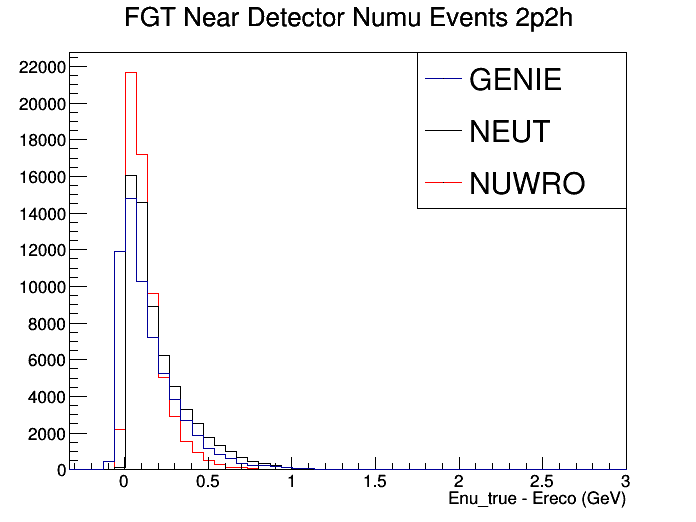 FGT Near Detector Numu Events 2p2h
GENIE
NEUT
NUWRO
22000
20000
18000
16000
14000
12000
10000
8000
6000
4000
2000
0
0 0.5 1 1.5 2 2.5 3
Enu_true - Ereco (GeV)